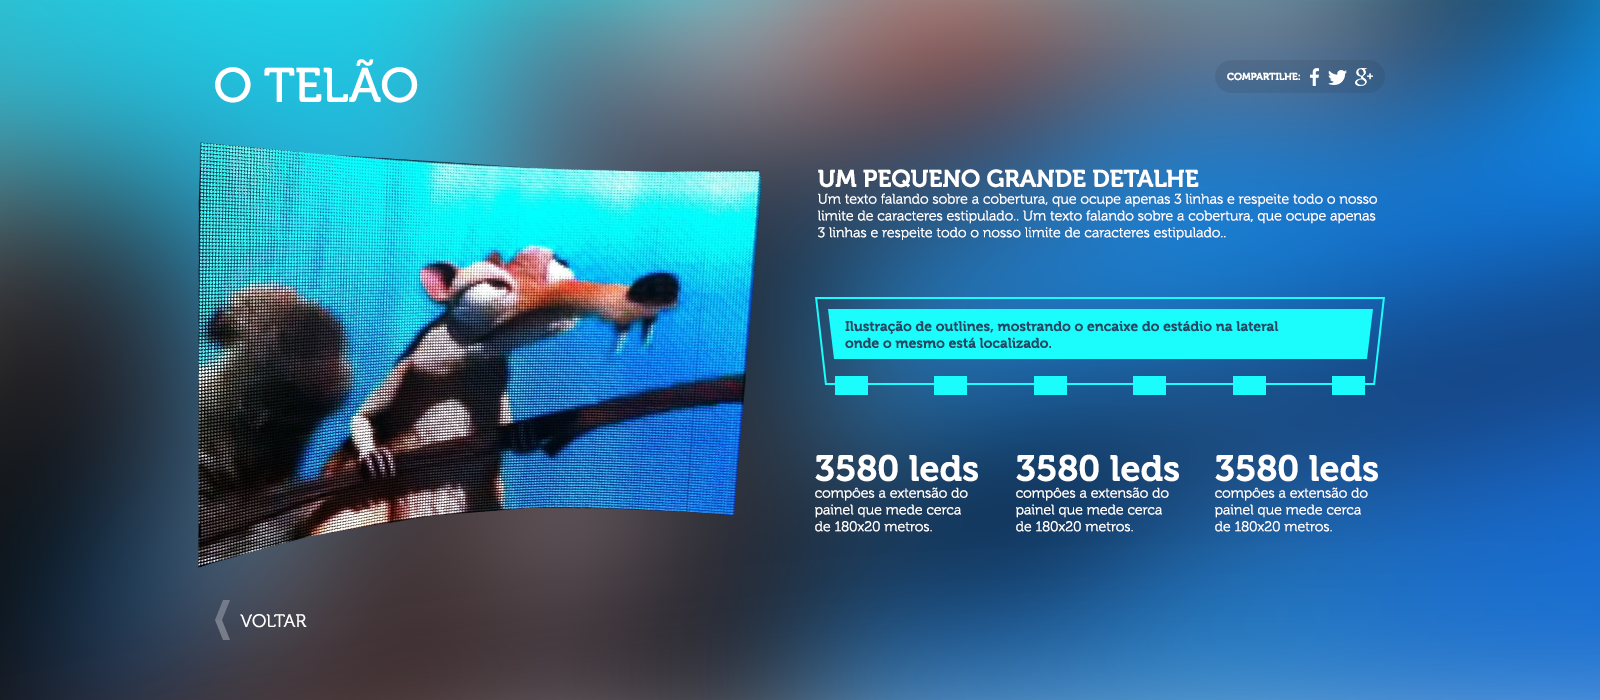 O TELÃO
COMPARTILHE:
UM PEQUENO GRANDE DETALHE
Um texto falando sobre a cobertura, que ocupe apenas 3 linhas e respeite todo o nosso
limite de caracteres estipulado.. Um texto falando sobre a cobertura, que ocupe apenas
3 linhas e respeite todo o nosso limite de caracteres estipulado..
Ilustração de outlines, mostrando o encaixe do estádio na lateral
onde o mesmo está localizado.
3580 leds
compôes a extensão do
painel que mede cerca
de 180x20 metros.
3580 leds
compôes a extensão do
painel que mede cerca
de 180x20 metros.
3580 leds
compôes a extensão do
painel que mede cerca
de 180x20 metros.
VOLTAR